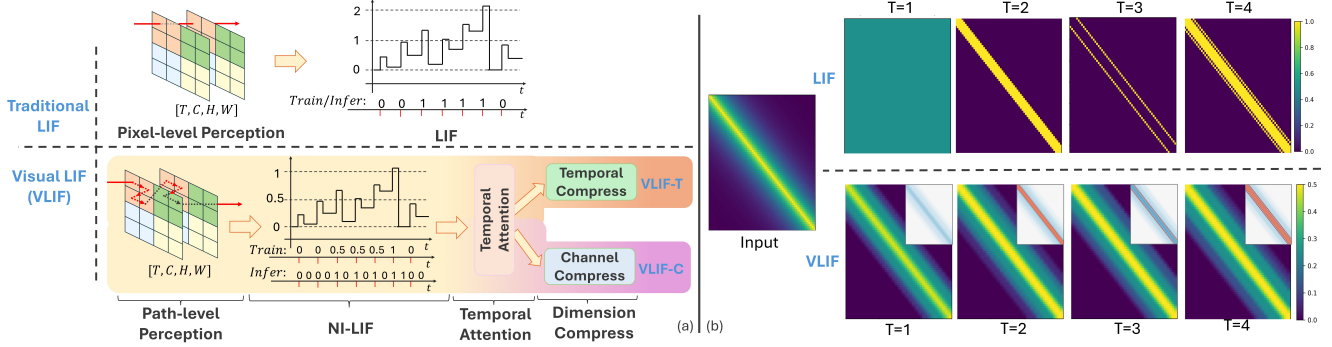 Traditional
LIF
[T, C, H, W]
Pixel-level Perception
2
1
0
t
Train/Infer:
0 0 1 1 1 1 0
t
LIF
Visual LIF
(VLIF)
[T, C, H, W]
Path-level
Perception
1
0.5
0
t
Train: 0 0 0.5 0.5 0.5 1 0
t
Infer: 0 0 0 0 1 0 1 0 1 0 1 1 0 0
t
NI-LIF
Temporal
Attention
Temporal
Attention
Temporal
Compress
VLIF-T
Channel
Compress
VLIF-C
Dimension
Compress
(a)
(b)
Input
LIF
T=1
T=2
T=3
T=4
1.0
0.8
0.6
0.4
0.2
0.0
VLIF
0.5
0.4
0.3
0.2
0.1
0.0
T=1
T=2
T=3
T=4